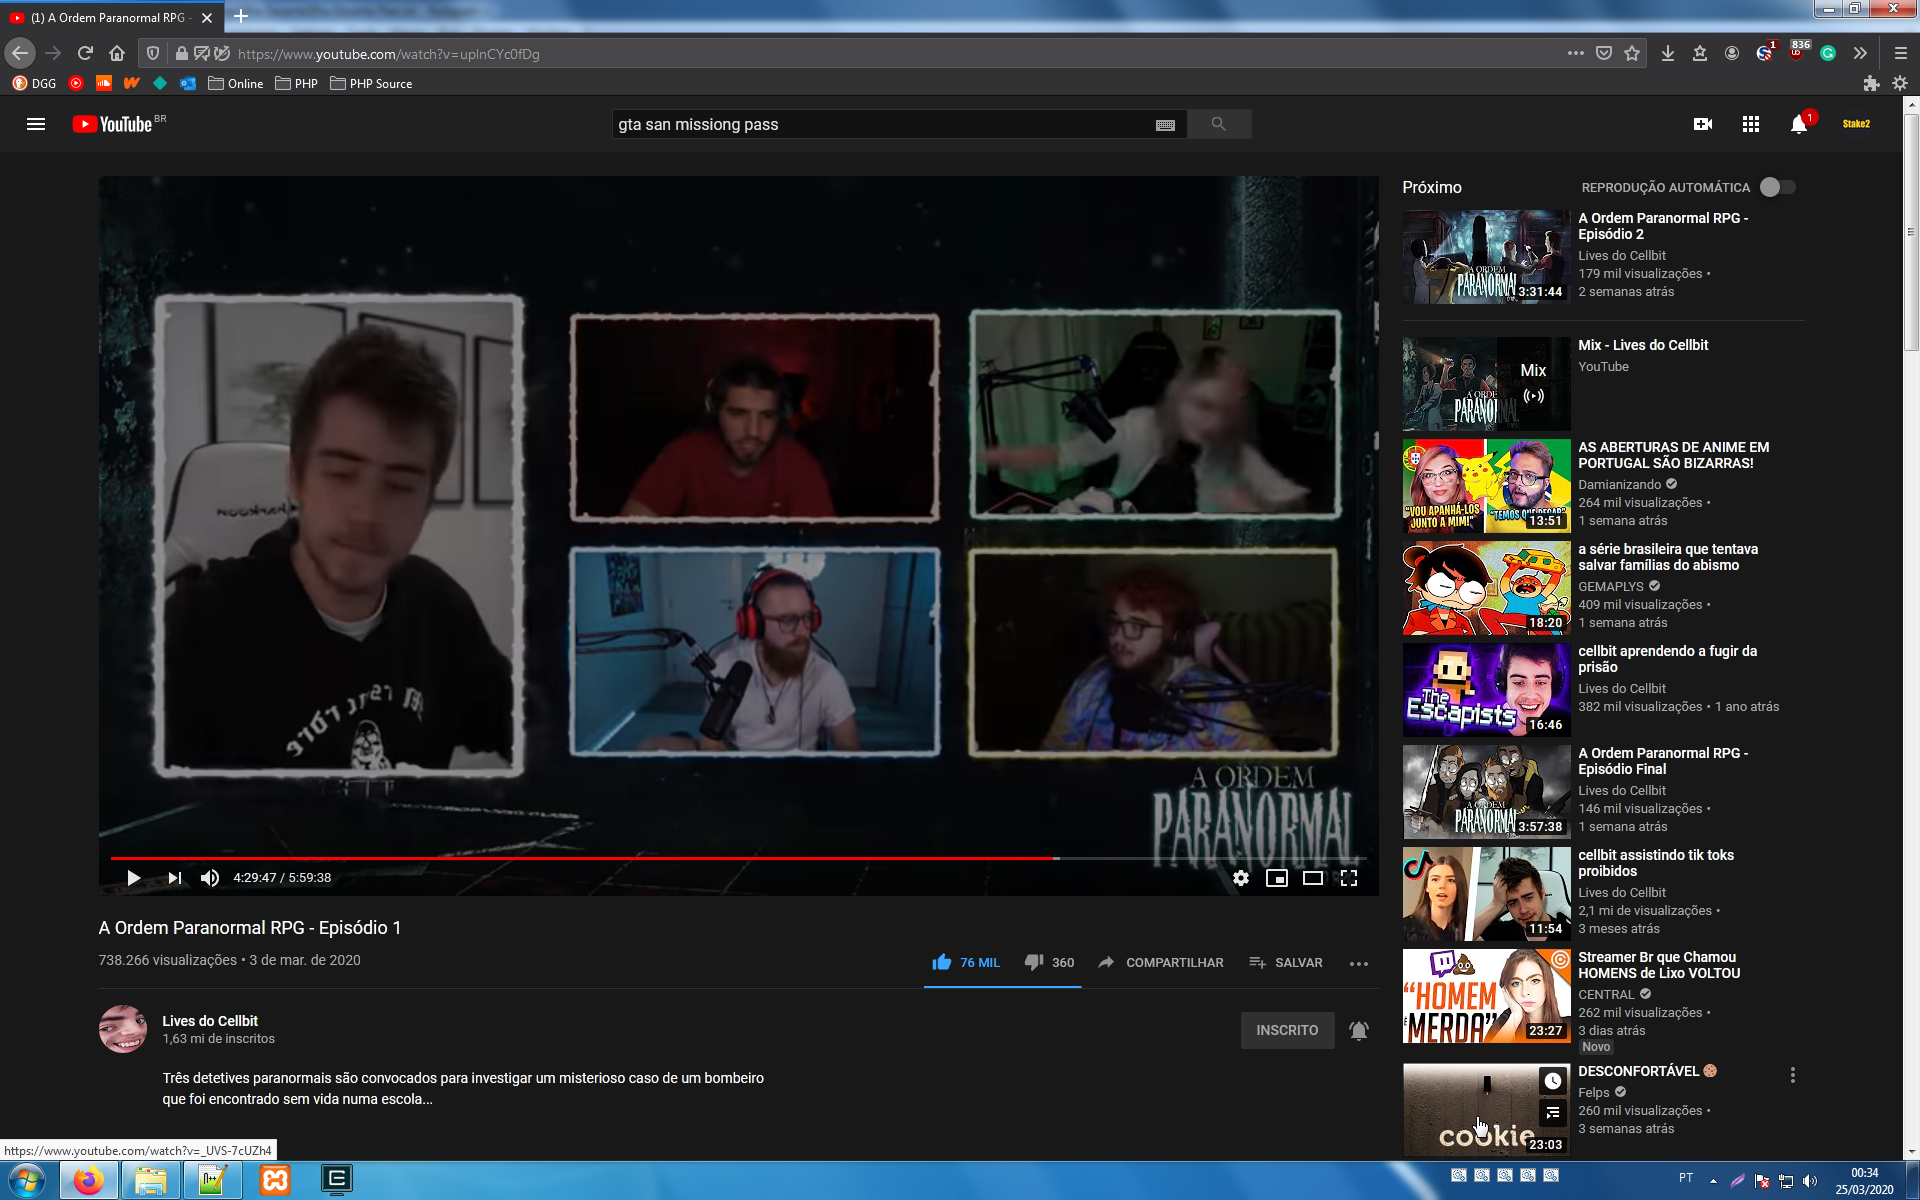 (1) A Ordem Paranormal RPG -
https://www.youtube.com/watch?v=uplnCYc0fDg
1
836
DGG
Online
PHP
PHP Source
YouTube BR
gta san missiong pass
1
Stake2
A ORDEM
PARANORMAL
4:29:47 / 5:59:38
A Ordem Paranormal RPG - Episódio 1
738.266 visualizações • 3 de mar. de 2020
76 MIL
360
COMPARTILHAR
SALVAR
Lives do Cellbit
1,63 mi de inscritos
INSCRITO
Três detetives paranormais são convocados para investigar um misterioso caso de um bombeiro
que foi encontrado sem vida numa escola...
Próximo
REPRODUÇÃO AUTOMÁTICA
A ORDEM
PARANORMAL
3:31:44
A Ordem Paranormal RPG -
Episódio 2
Lives do Cellbit
179 mil visualizações •
2 semanas atrás
Mix
Mix - Lives do Cellbit
YouTube
"VOU APANHÁ-LOS
JUNTO A MIM!"
"TEMOS QUE PEGAR"
13:51
AS ABERTURAS DE ANIME EM
PORTUGAL SÃO BIZARRAS!
Damianizando
264 mil visualizações •
1 semana atrás
18:20
a série brasileira que tentava
salvar famílias do abismo
GEMAPLYS
409 mil visualizações •
1 semana atrás
The
Escapists
16:46
cellbit aprendendo a fugir da
prisão
Lives do Cellbit
382 mil visualizações • 1 ano atrás
A ORDEM
PARANORMAL
3:57:38
A Ordem Paranormal RPG -
Episódio Final
Lives do Cellbit
146 mil visualizações •
1 semana atrás
11:54
cellbit assistindo tik toks
proibidos
Lives do Cellbit
2,1 mi de visualizações •
3 meses atrás
"HOMEM
É MERDA"
23:27
Streamer Br que Chamou
HOMENS de Lixo VOLTOU
CENTRAL
262 mil visualizações •
3 dias atrás
Novo
cookie
23:03
DESCONFORTÁVEL
Felps
260 mil visualizações •
3 semanas atrás
https://www.youtube.com/watch?v=_UVS-7cUZh4
PT
00:34
25/03/2020